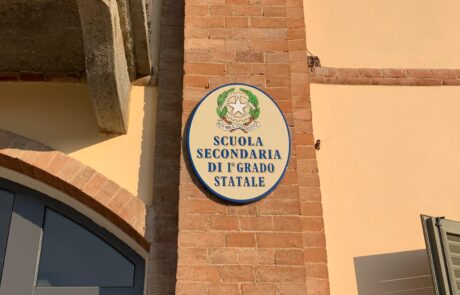 SCUOLA
SECONDARIA
DI I° GRADO
STATALE